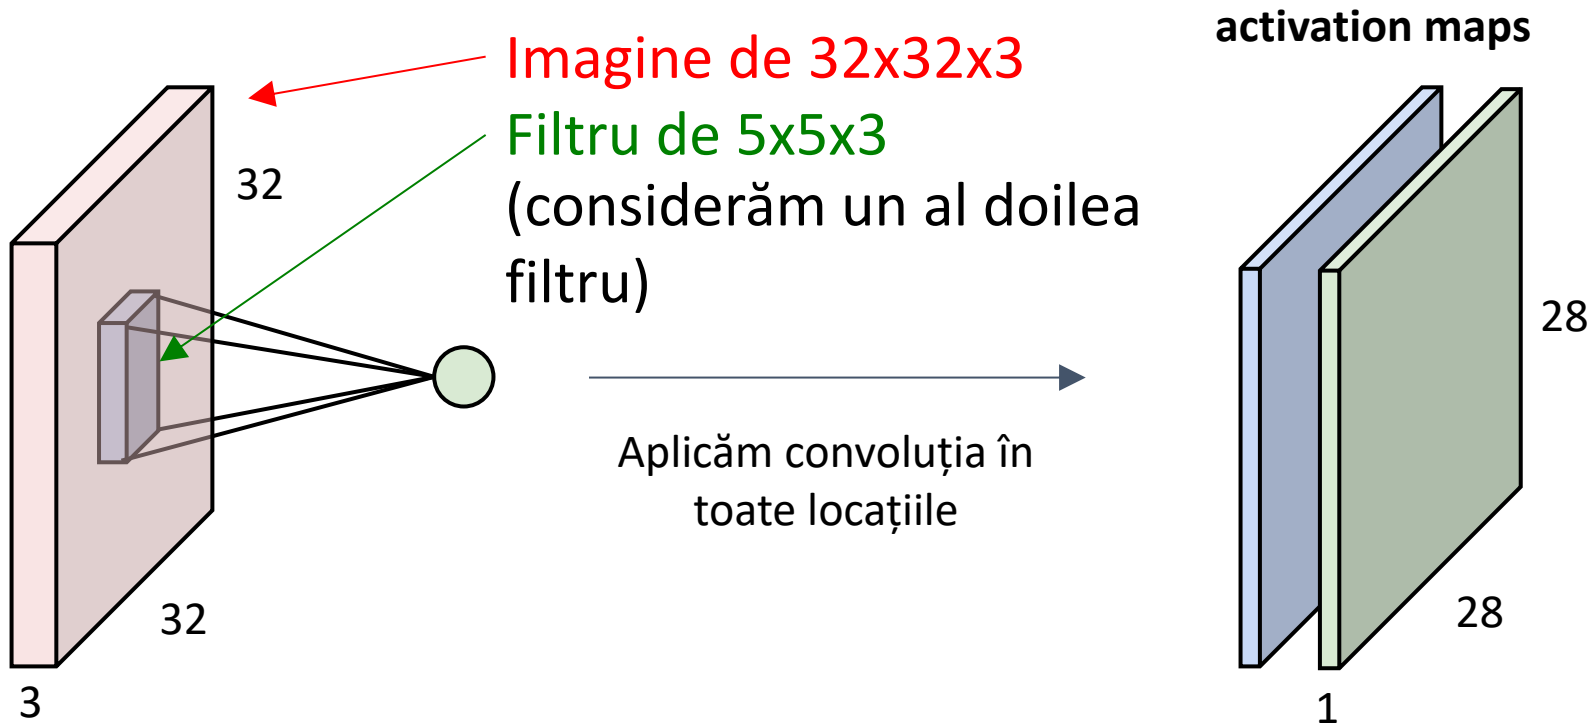 activation maps
Imagine de 32x32x3
Filtru de 5x5x3
(considerăm un al doilea
filtru)
32
32
3
Aplicăm convoluția în
toate locațiile
28
28
1